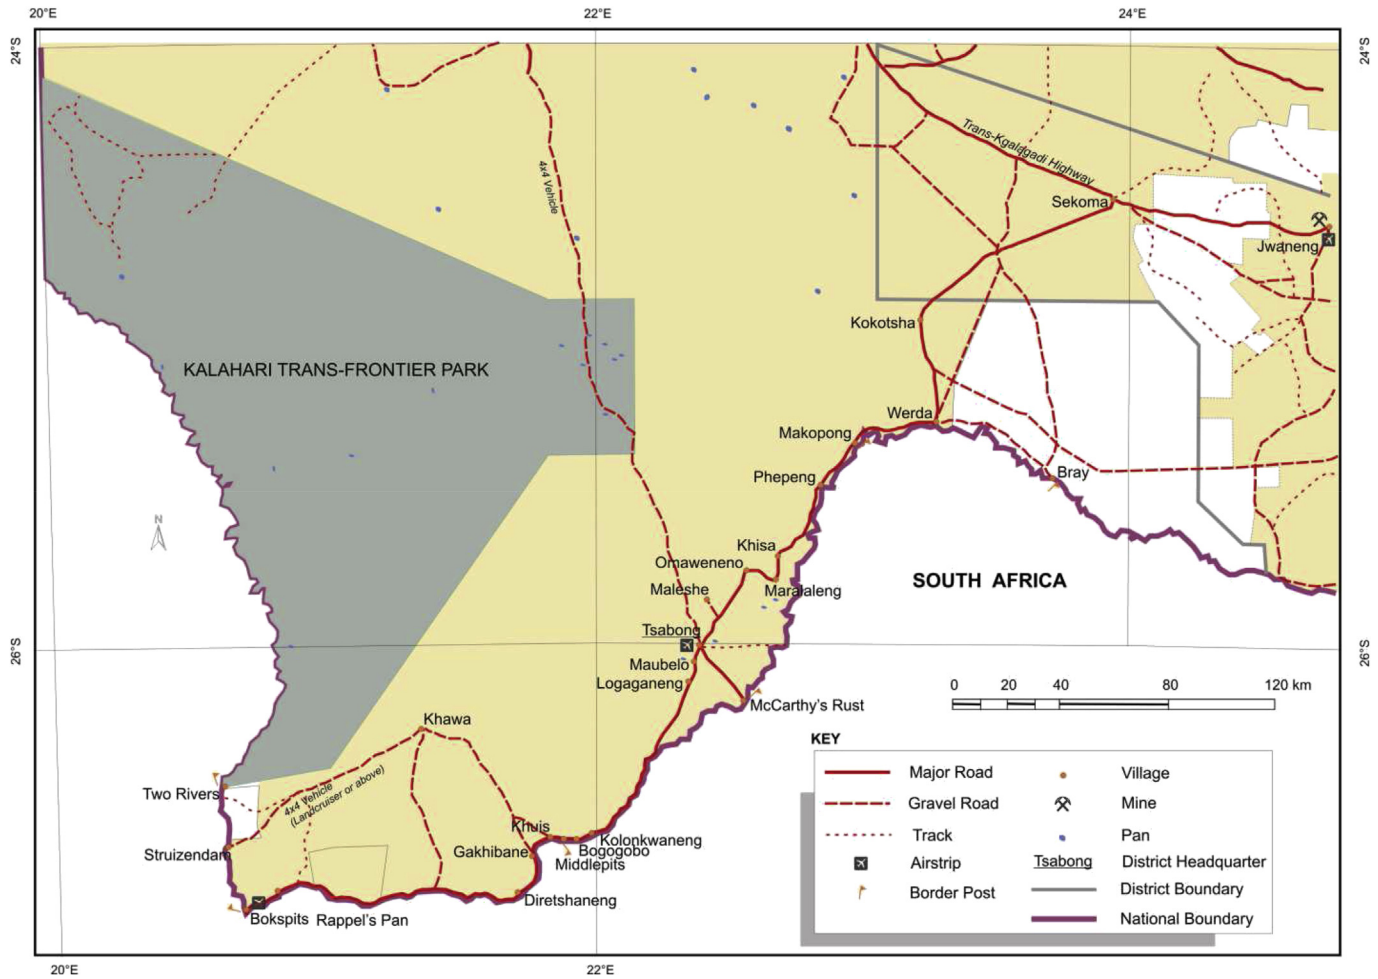 20°E
22°E
24°E
24°S
24°S
4x4 Vehicle
Trans-Kgalagadi Highway
Sekoma
Jwaneng
Kokotsha
KALAHARI TRANS-FRONTIER PARK
Werda
Makopong
Bray
Phepeng
N
Khisa
Omaweneno
Maleshe
Maralaleng
SOUTH AFRICA
Tsabong
26°S
26°S
Maubelo
Logaganeng
McCarthy's Rust
0 20 40 80 120 km
Khawa
KEY
Major Road
Village
Gravel Road
Mine
Track
Pan
Airstrip
Tsabong
District Headquarter
Border Post
District Boundary
National Boundary
Two Rivers
4x4 Vehicle
(Landcruiser or above)
Khuis
Kolonkwaneng
Struizendam
Gakhibane
Bogogobo
Middlepits
Diretshaneng
Bokspits
Rappel's Pan
20°E
22°E